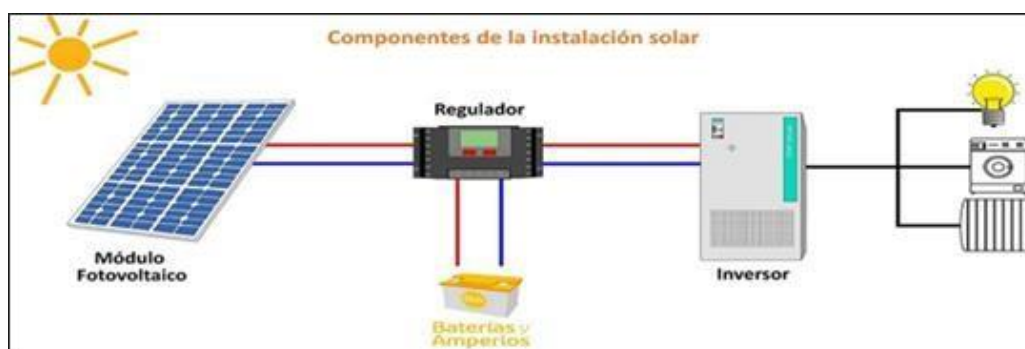 Componentes de la instalación solar
Regulador
Módulo
Fotovoltaico
Inversor
Baterías y
Amperios